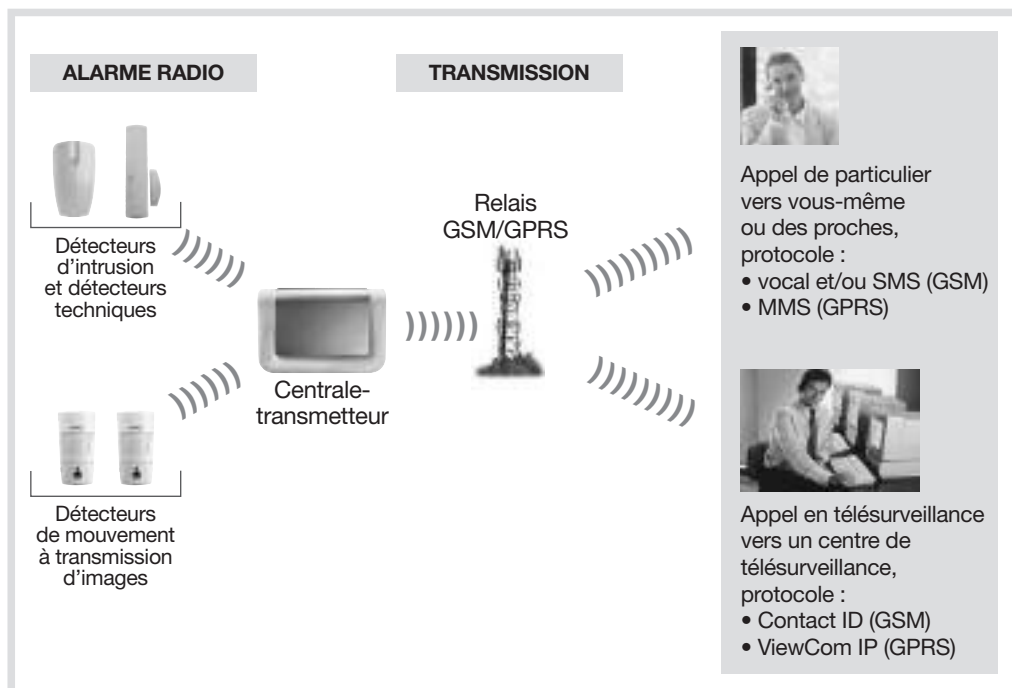 ALARME RADIO
TRANSMISSION
Détecteurs
d'intrusion
et détecteurs
techniques
Détecteurs
de mouvement
à transmission
d'images
Centrale-
transmetteur
Relais
GSM/GPRS
Appel de particulier
vers vous-même
ou des proches,
protocole :
• vocal et/ou SMS (GSM)
• MMS (GPRS)
Appel en télésurveillance
vers un centre de
télésurveillance,
protocole :
• Contact ID (GSM)
• ViewCom IP (GPRS)